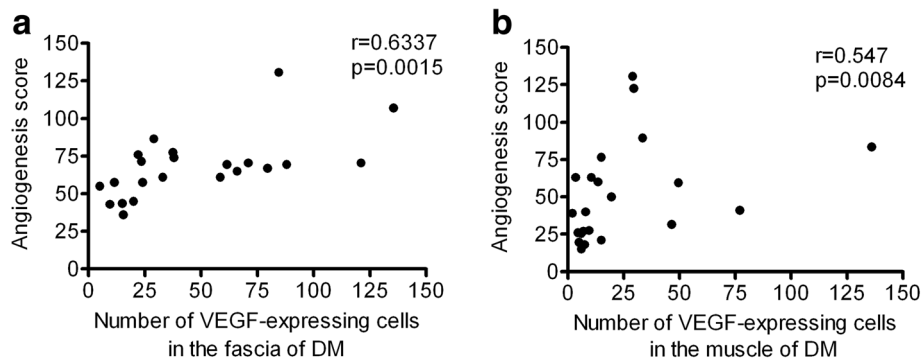 a
r=0.6337
p=0.0015
Angiogenesis score
150
125
100
75
50
25
0
0 25 50 75 100 125 150
Number of VEGF-expressing cells
in the fascia of DM
b
r=0.547
p=0.0084
Angiogenesis score
150
125
100
75
50
25
0
0 25 50 75 100 125 150
Number of VEGF-expressing cells
in the muscle of DM